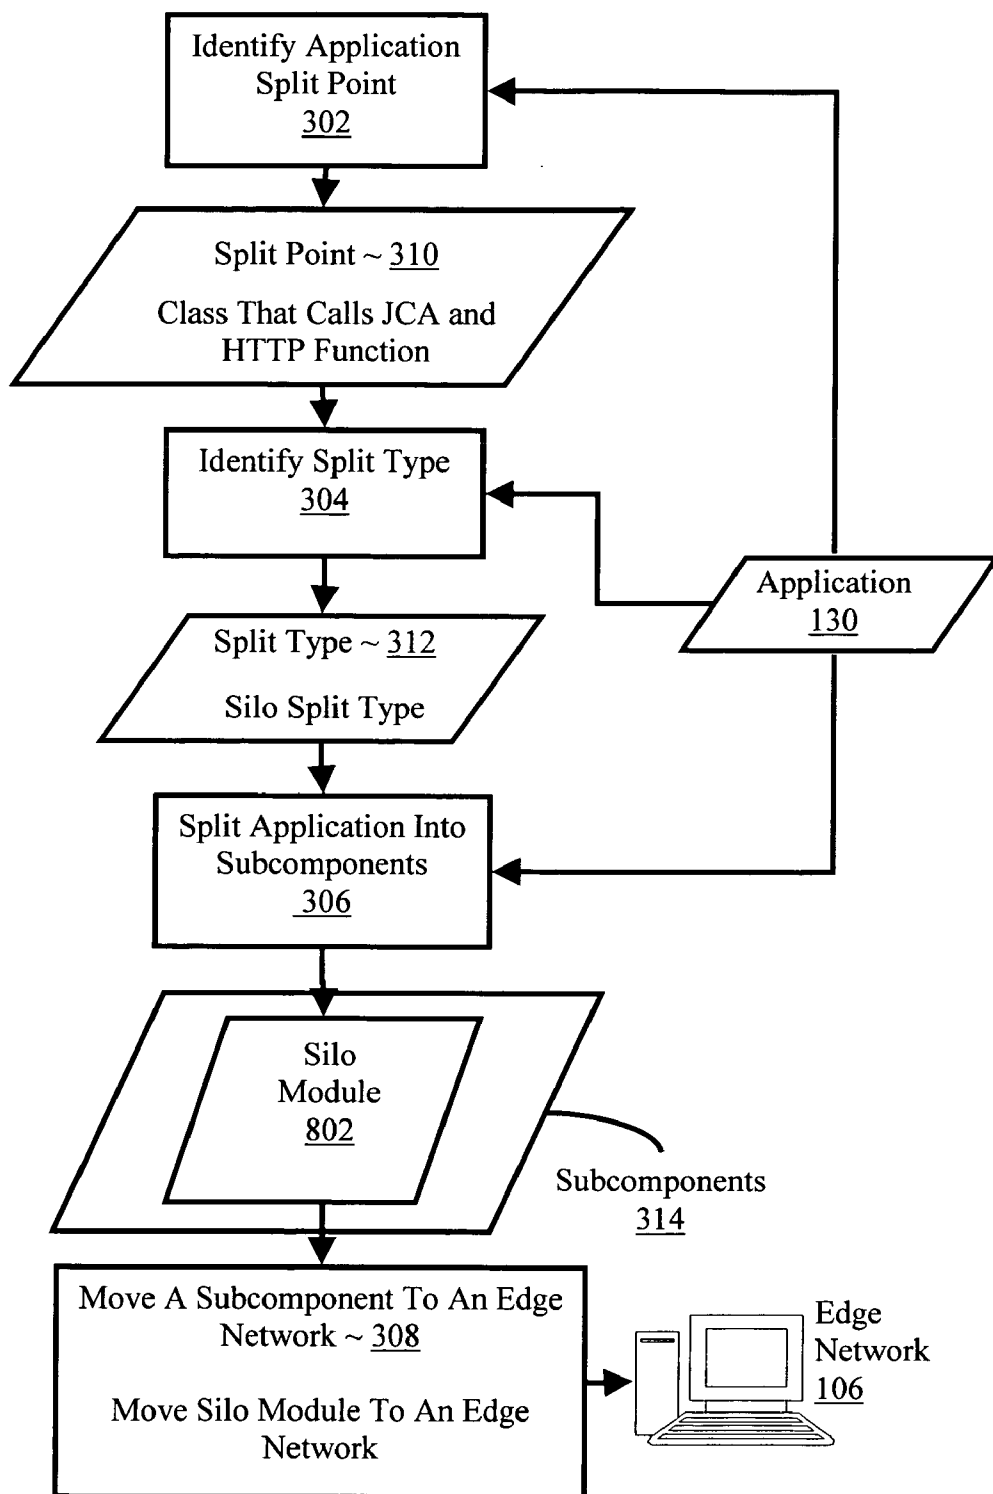 Identify Application
Split Point
302
Split Point ~ 310
Class That Calls JCA and
HTTP Function
Identify Split Type
304
Application
130
Split Type ~ 312
Silo Split Type
Split Application Into
Subcomponents
306
Silo
Module
802
Subcomponents
314
Move A Subcomponent To An Edge
Network ~ 308
Move Silo Module To An Edge
Network
Edge
Network
106